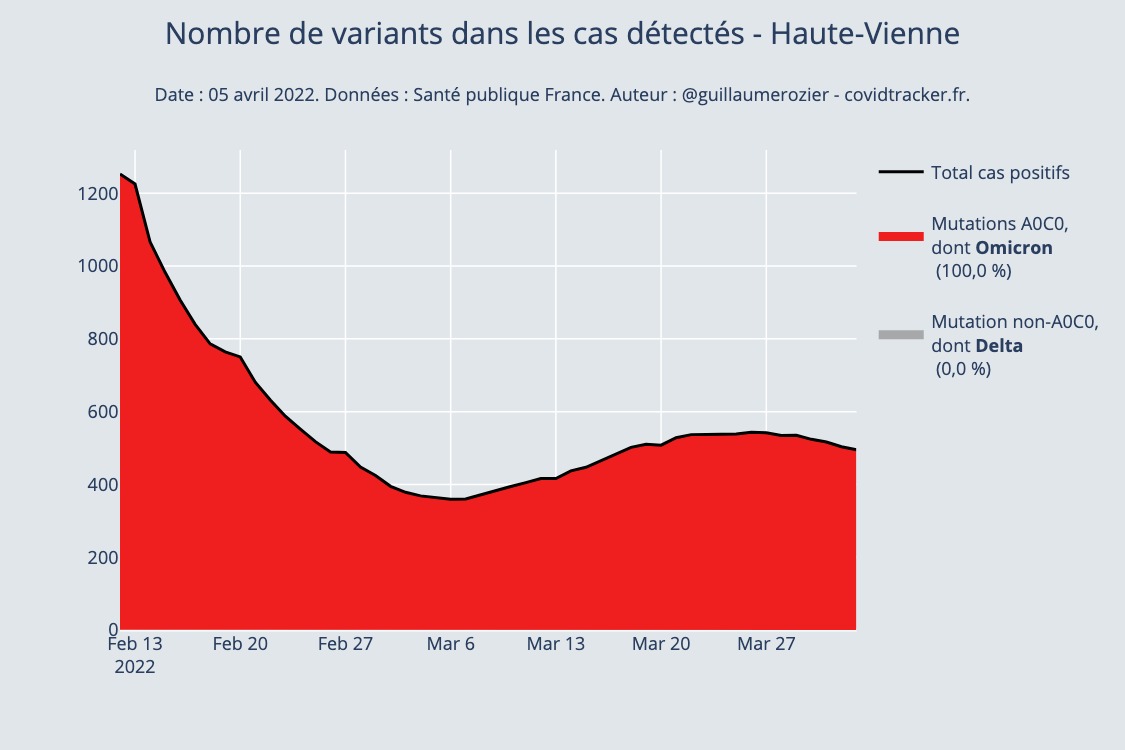 Nombre de variants dans les cas détectés - Haute-Vienne
Date : 05 avril 2022. Données : Santé publique France. Auteur : @guillaumerozier - covidtracker.fr.
1200
1000
800
600
400
200
0
Feb 13
2022
Feb 20
Feb 27
Mar 6
Mar 13
Mar 20
Mar 27
Total cas positifs
Mutations A0C0,
dont Omicron
(100,0 %)
Mutation non-A0C0,
dont Delta
(0,0 %)